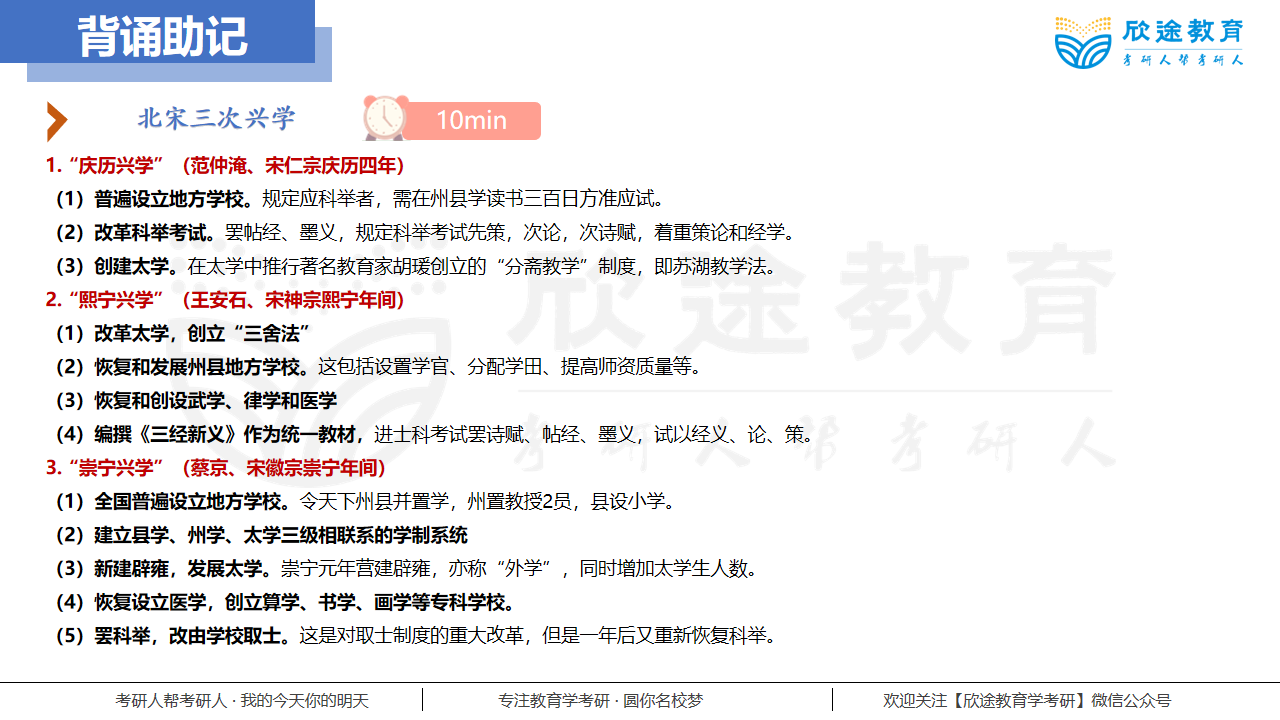 背诵助记
欣途教育
考研人帮考研人
北宋三次兴学
10min
1.“庆历兴学”（范仲淹、宋仁宗庆历四年）
（1）普遍设立地方学校。规定应科举者，需在州县学读书三百日方准应试。
（2）改革科举考试。罢帖经、墨义，规定科举考试先策，次论，次诗赋，着重策论和经学。
（3）创建太学。在太学中推行著名教育家胡瑗创立的“分斋教学”制度，即苏湖教学法。
2.“熙宁兴学”（王安石、宋神宗熙宁年间）
（1）改革太学，创立“三舍法”
（2）恢复和发展州县地方学校。这包括设置学官、分配学田、提高师资质量等。
（3）恢复和创设武学、律学和医学
（4）编撰《三经新义》作为统一教材，进士科考试罢诗赋、帖经、墨义，试以经义、论、策。
3.“崇宁兴学”（蔡京、宋徽宗崇宁年间）
（1）全国普遍设立地方学校。令天下州县并置学，州置教授2员，县设小学。
（2）建立县学、州学、太学三级相联系的学制系统
（3）新建辟雍，发展太学。崇宁元年营建辟雍，亦称“外学”，同时增加太学生人数。
（4）恢复设立医学，创立算学、书学、画学等专科学校。
（5）罢科举，改由学校取士。这是对取士制度的重大改革，但是一年后又重新恢复科举。
欣途教育
考研人帮考研人
考研人帮考研人·我的今天你的明天
专注教育学考研·圆你名校梦
欢迎关注【欣途教育学考研】微信公众号